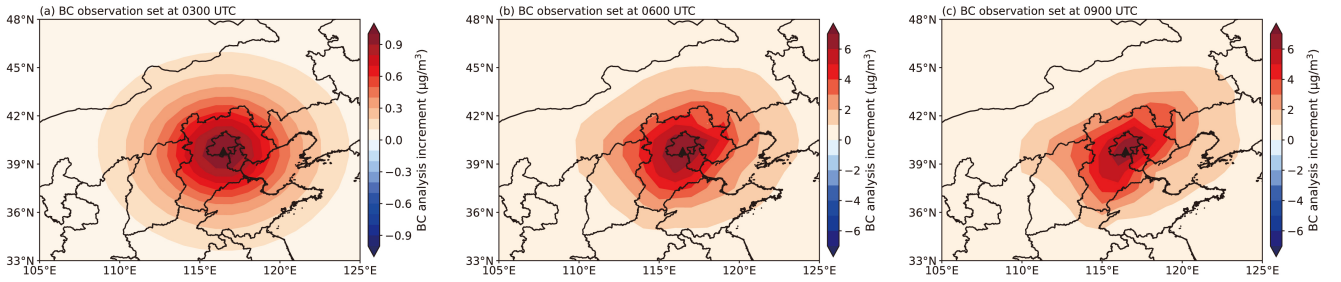 (a) BC observation set at 0300 UTC
48°N
45°N
42°N
39°N
36°N
33°N
105°E
110°E
115°E
120°E
125°E
0.9
0.6
0.3
0.0
−0.3
−0.6
−0.9
BC analysis increment (μg/m³)
(b) BC observation set at 0600 UTC
48°N
45°N
42°N
39°N
36°N
33°N
105°E
110°E
115°E
120°E
125°E
6
4
2
0
−2
−4
−6
BC analysis increment (μg/m³)
(c) BC observation set at 0900 UTC
48°N
45°N
42°N
39°N
36°N
33°N
105°E
110°E
115°E
120°E
125°E
6
4
2
0
−2
−4
−6
BC analysis increment (μg/m³)